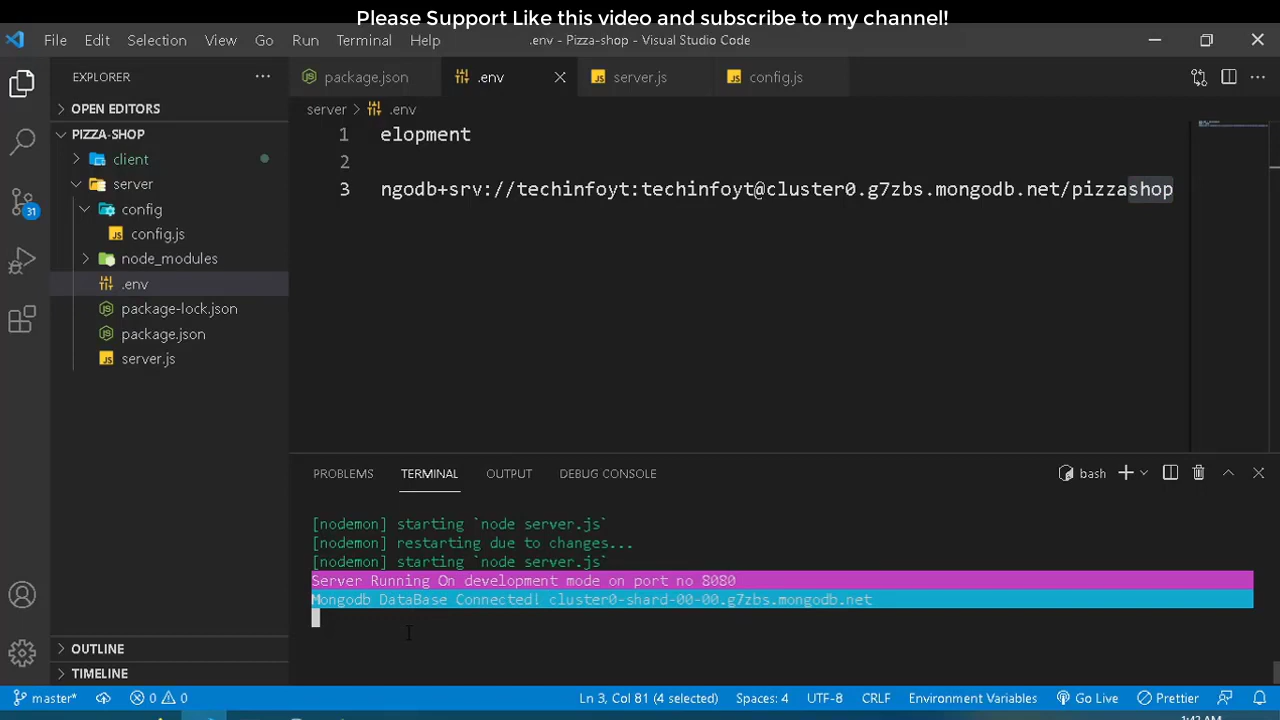 Please Support Like this video and subscribe to my channel!
File Edit Selection View Go Run Terminal Help .env - Pizza-shop - Visual Studio Code
EXPLORER
package.json .env server.js config.js
OPEN EDITORS
server > .env
PIZZA-SHOP
client
server
config
config.js
node_modules
.env
package-lock.json
package.json
server.js
OUTLINE
TIMELINE
1 elopment
2
3 ngodb+srv://techinfoyt:techinfoyt@cluster0.g7zbs.mongodb.net/pizzashop
PROBLEMS TERMINAL OUTPUT DEBUG CONSOLE bash
[nodemon] starting `node server.js`
[nodemon] restarting due to changes...
[nodemon] starting `node server.js`
Server Running On development mode on port no 8080
Mongodb DataBase Connected! cluster0-shard-00-00.g7zbs.mongodb.net
31
master* 0 0 Ln 3, Col 81 (4 selected) Spaces: 4 UTF-8 CRLF Environment Variables Go Live Prettier